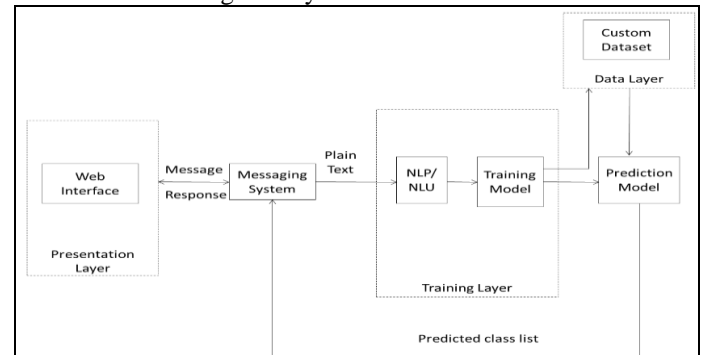 Custom
Dataset
Data Layer
Plain
Text
Message
Web
Interface
Messaging
System
Response
NLP/
NLU
Training
Model
Prediction
Model
Presentation
Layer
Training Layer
Predicted class list